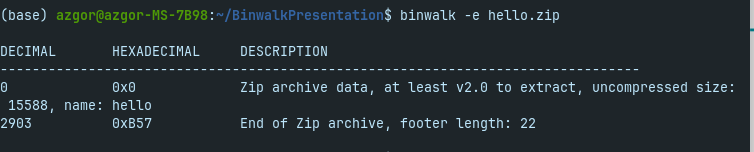 (base) azgor@azgor-MS-7B98:~/BinwalkPresentation$ binwalk -e hello.zip
DECIMAL       HEXADECIMAL     DESCRIPTION
--------------------------------------------------------------------------------
0             0x0             Zip archive data, at least v2.0 to extract, uncompressed size:
 15588, name: hello
2903          0xB57           End of Zip archive, footer length: 22